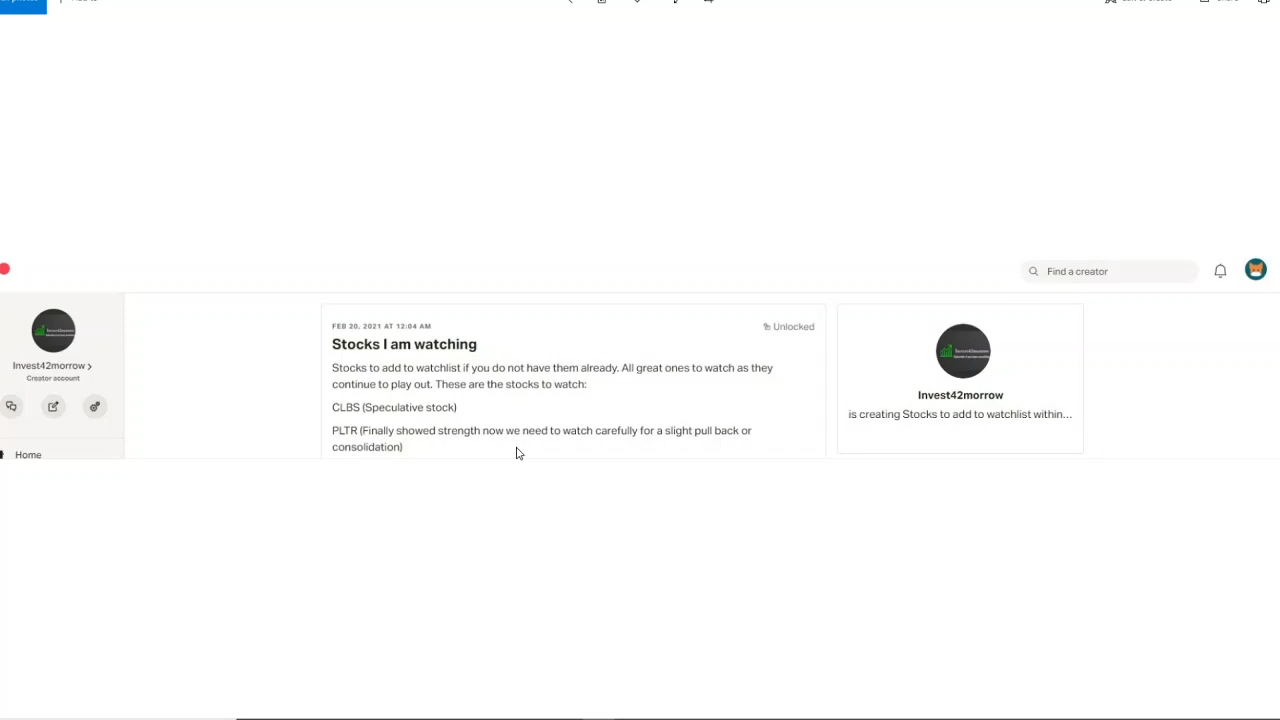 Find a creator
FEB 20, 2021 AT 12:04 AM
Unlocked
Stocks I am watching
Stocks to add to watchlist if you do not have them already. All great ones to watch as they
continue to play out. These are the stocks to watch:
CLBS (Speculative stock)
PLTR (Finally showed strength now we need to watch carefully for a slight pull back or
consolidation)
Invest42morrow
Creator account
Home
Invest42morrow
is creating Stocks to add to watchlist within...